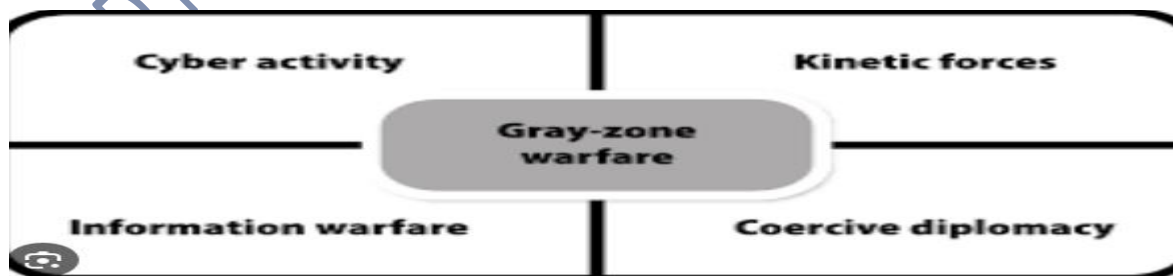 Cyber activity
Kinetic forces
Gray-zone
warfare
Information warfare
Coercive diplomacy